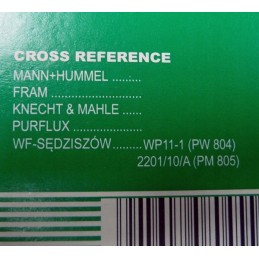 CROSS REFERENCE
MANN+HUMMEL .........
FRAM .........................
KNECHT & MAHLE ......
PURFLUX ...................
WF-SĘDZISZÓW.......... WP11-1 (PW 804)
2201/10/A (PM 805)